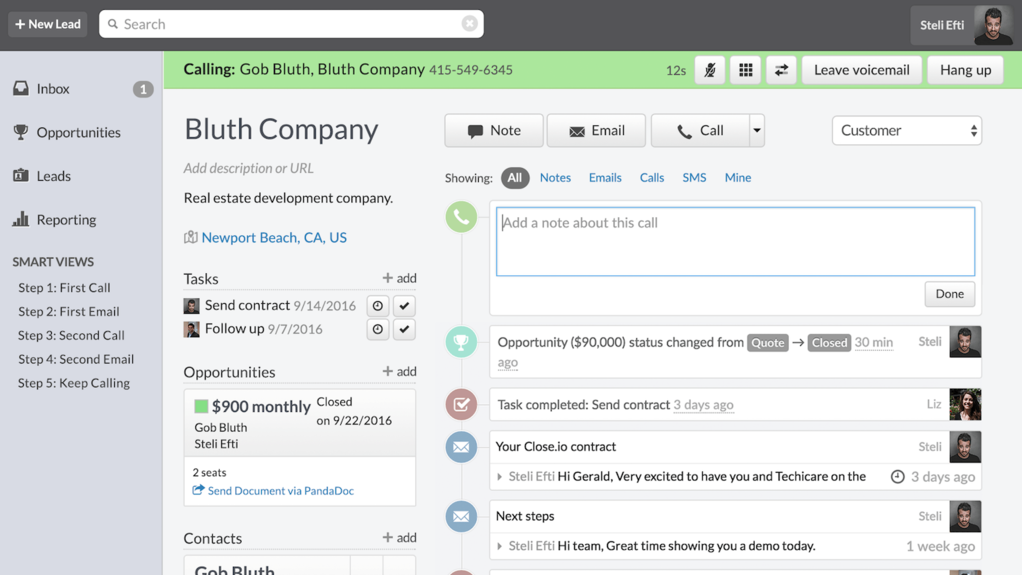 + New Lead
Search
Steli Efti
Inbox
1
Opportunities
Leads
Reporting
SMART VIEWS
Step 1: First Call
Step 2: First Email
Step 3: Second Call
Step 4: Second Email
Step 5: Keep Calling
Calling: Gob Bluth, Bluth Company 415-549-6345
12s
Leave voicemail
Hang up
Bluth Company
Add description or URL
Real estate development company.
Newport Beach, CA, US
Tasks
+ add
Send contract 9/14/2016
Follow up 9/7/2016
Opportunities
+ add
$900 monthly
Closed
on 9/22/2016
Gob Bluth
Steli Efti
2 seats
Send Document via PandaDoc
Contacts
+ add
Gob Bluth
Note
Email
Call
Customer
Showing: All Notes Emails Calls SMS Mine
Add a note about this call
Done
Opportunity ($90,000) status changed from Quote → Closed 30 min
ago
Steli
Task completed: Send contract 3 days ago
Liz
Your Close.io contract
Steli
Steli Efti Hi Gerald, Very excited to have you and Techicare on the
3 days ago
Next steps
Steli
Steli Efti Hi team, Great time showing you a demo today.
1 week ago